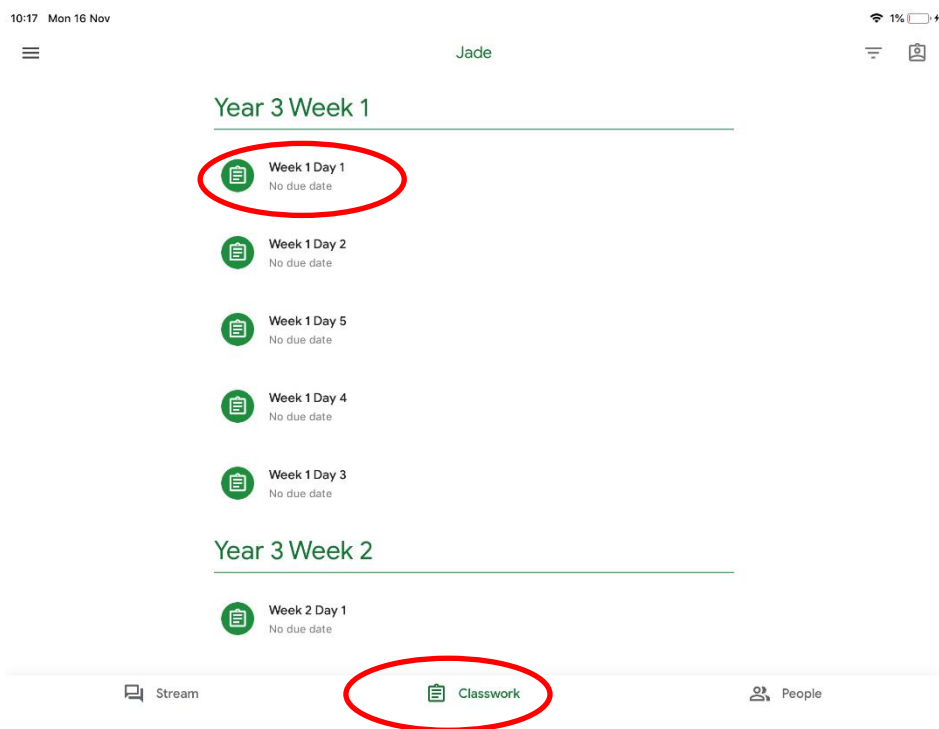 10:17 Mon 16 Nov
1%
Jade
Year 3 Week 1
Week 1 Day 1
No due date
Week 1 Day 2
No due date
Week 1 Day 5
No due date
Week 1 Day 4
No due date
Week 1 Day 3
No due date
Year 3 Week 2
Week 2 Day 1
No due date
Stream
Classwork
People